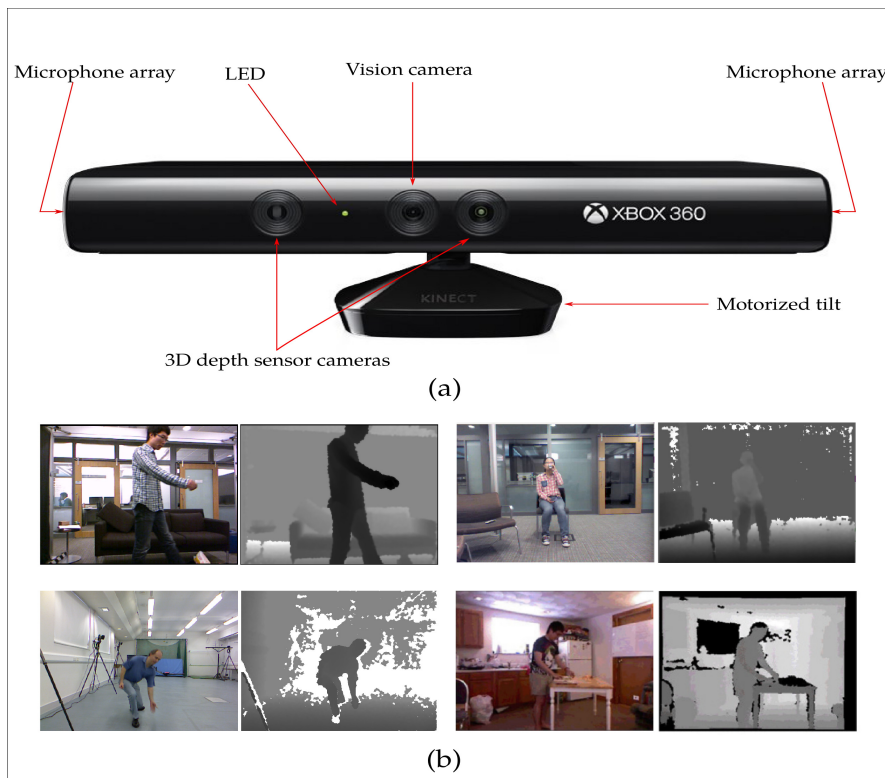 Microphone array
LED
Vision camera
Microphone array
XBOX 360
KINECT
Motorized tilt
3D depth sensor cameras
(a)
(b)